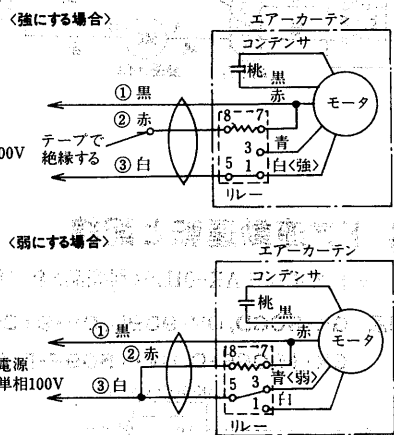 〈強にする場合〉
エアーカーテン
コンデンサ
桃
黒
① 黒
赤
モータ
② 赤
8 7
テープで
絶縁する
3 青
00V
③ 白
5 1 白〈強〉
リレー
〈弱にする場合〉
エアーカーテン
コンデンサ
桃
黒
① 黒
赤
モータ
② 赤
8 7
電源
単相100V
5 3 青〈弱〉
③ 白
1 白
リレー